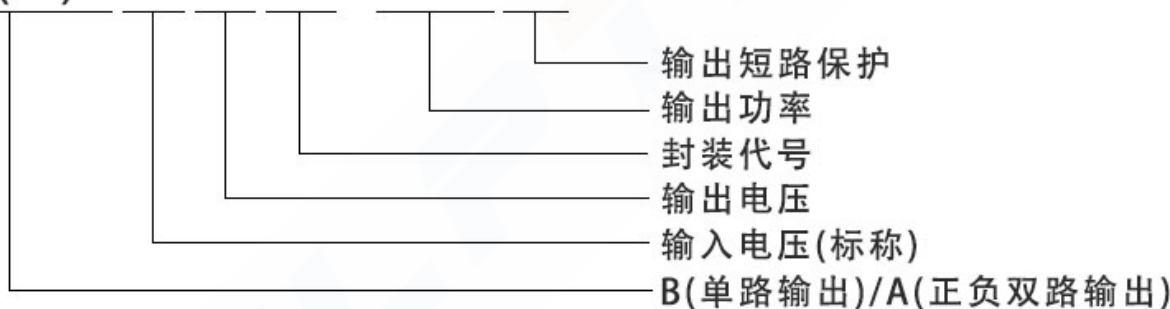 输出短路保护
输出功率
封装代号
输出电压
输入电压(标称)
B(单路输出)/A(正负双路输出)